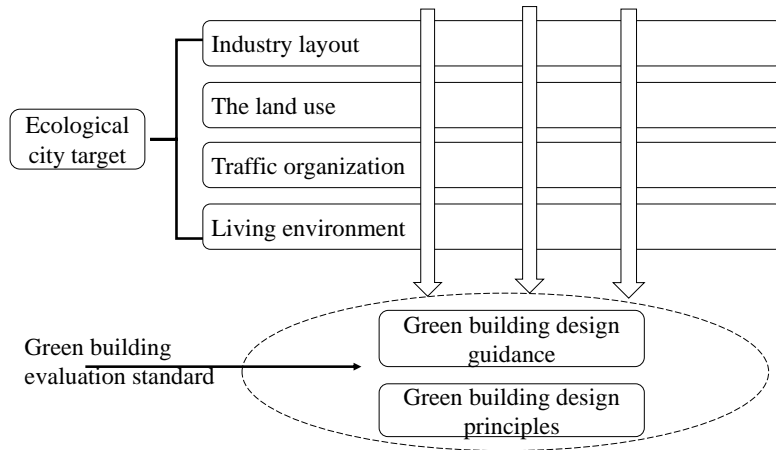 Industry layout
The land use
Ecological
city target
Traffic organization
Living environment
Green building design
guidance
Green building
evaluation standard
Green building design
principles